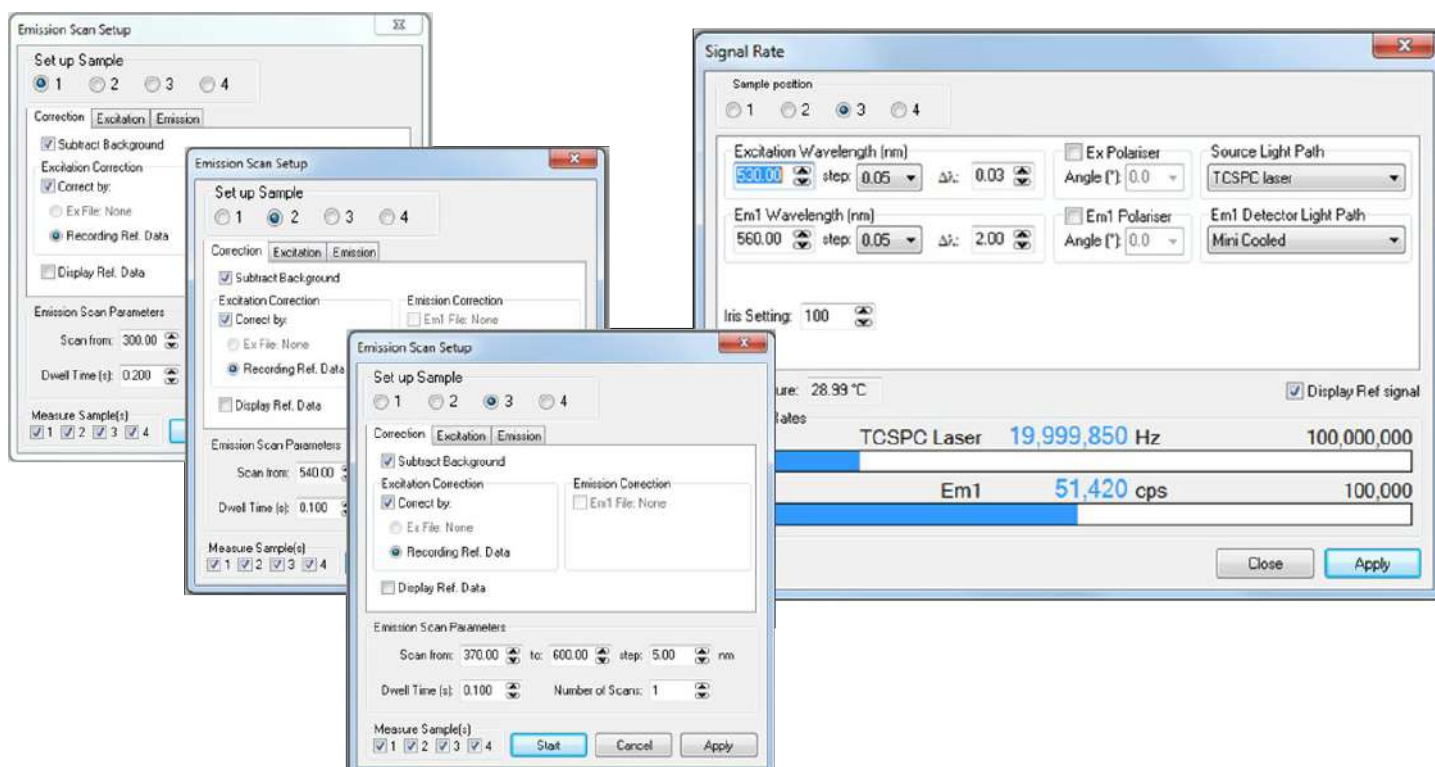 Emission Scan Setup
Set up Sample
1 2 3 4
Correction Excitation Emission
Subtract Background
Excitation Correction
Correct by:
Ex File: None
Recording Ref. Data
Display Ref. Data
Emission Scan Parameters
Scan from: 300.00
Dwell Time (s): 0.200
Measure Sample(s)
1 2 3 4
Emission Scan Setup
Set up Sample
1 2 3 4
Correction Excitation Emission
Subtract Background
Excitation Correction Emission Correction
Correct by: Em1 File: None
Ex File: None
Recording Ref. Data
Display Ref. Data
Emission Scan Parameters
Scan from: 540.00
Dwell Time (s): 0.100
Measure Sample(s)
1 2 3 4
Emission Scan Setup
Set up Sample
1 2 3 4
Correction Excitation Emission
Subtract Background
Excitation Correction Emission Correction
Correct by: Em1 File: None
Ex File: None
Recording Ref. Data
Display Ref. Data
Emission Scan Parameters
Scan from: 370.00 to: 600.00 step: 5.00 nm
Dwell Time (s): 0.100 Number of Scans: 1
Measure Sample(s)
1 2 3 4 Start Cancel Apply
Signal Rate
Sample position
1 2 3 4
Excitation Wavelength (nm) Ex Polariser Source Light Path
530.00 step: 0.05 Δλ: 0.03 Angle (°): 0.0 TCSPC laser
Em1 Wavelength (nm) Em1 Polariser Em1 Detector Light Path
560.00 step: 0.05 Δλ: 2.00 Angle (°): 0.0 Mini Cooled
Iris Setting: 100
ure: 28.99 °C Display Ref signal
ates
TCSPC Laser 19,999,850 Hz 100,000,000
Em1 51,420 cps 100,000
Close Apply